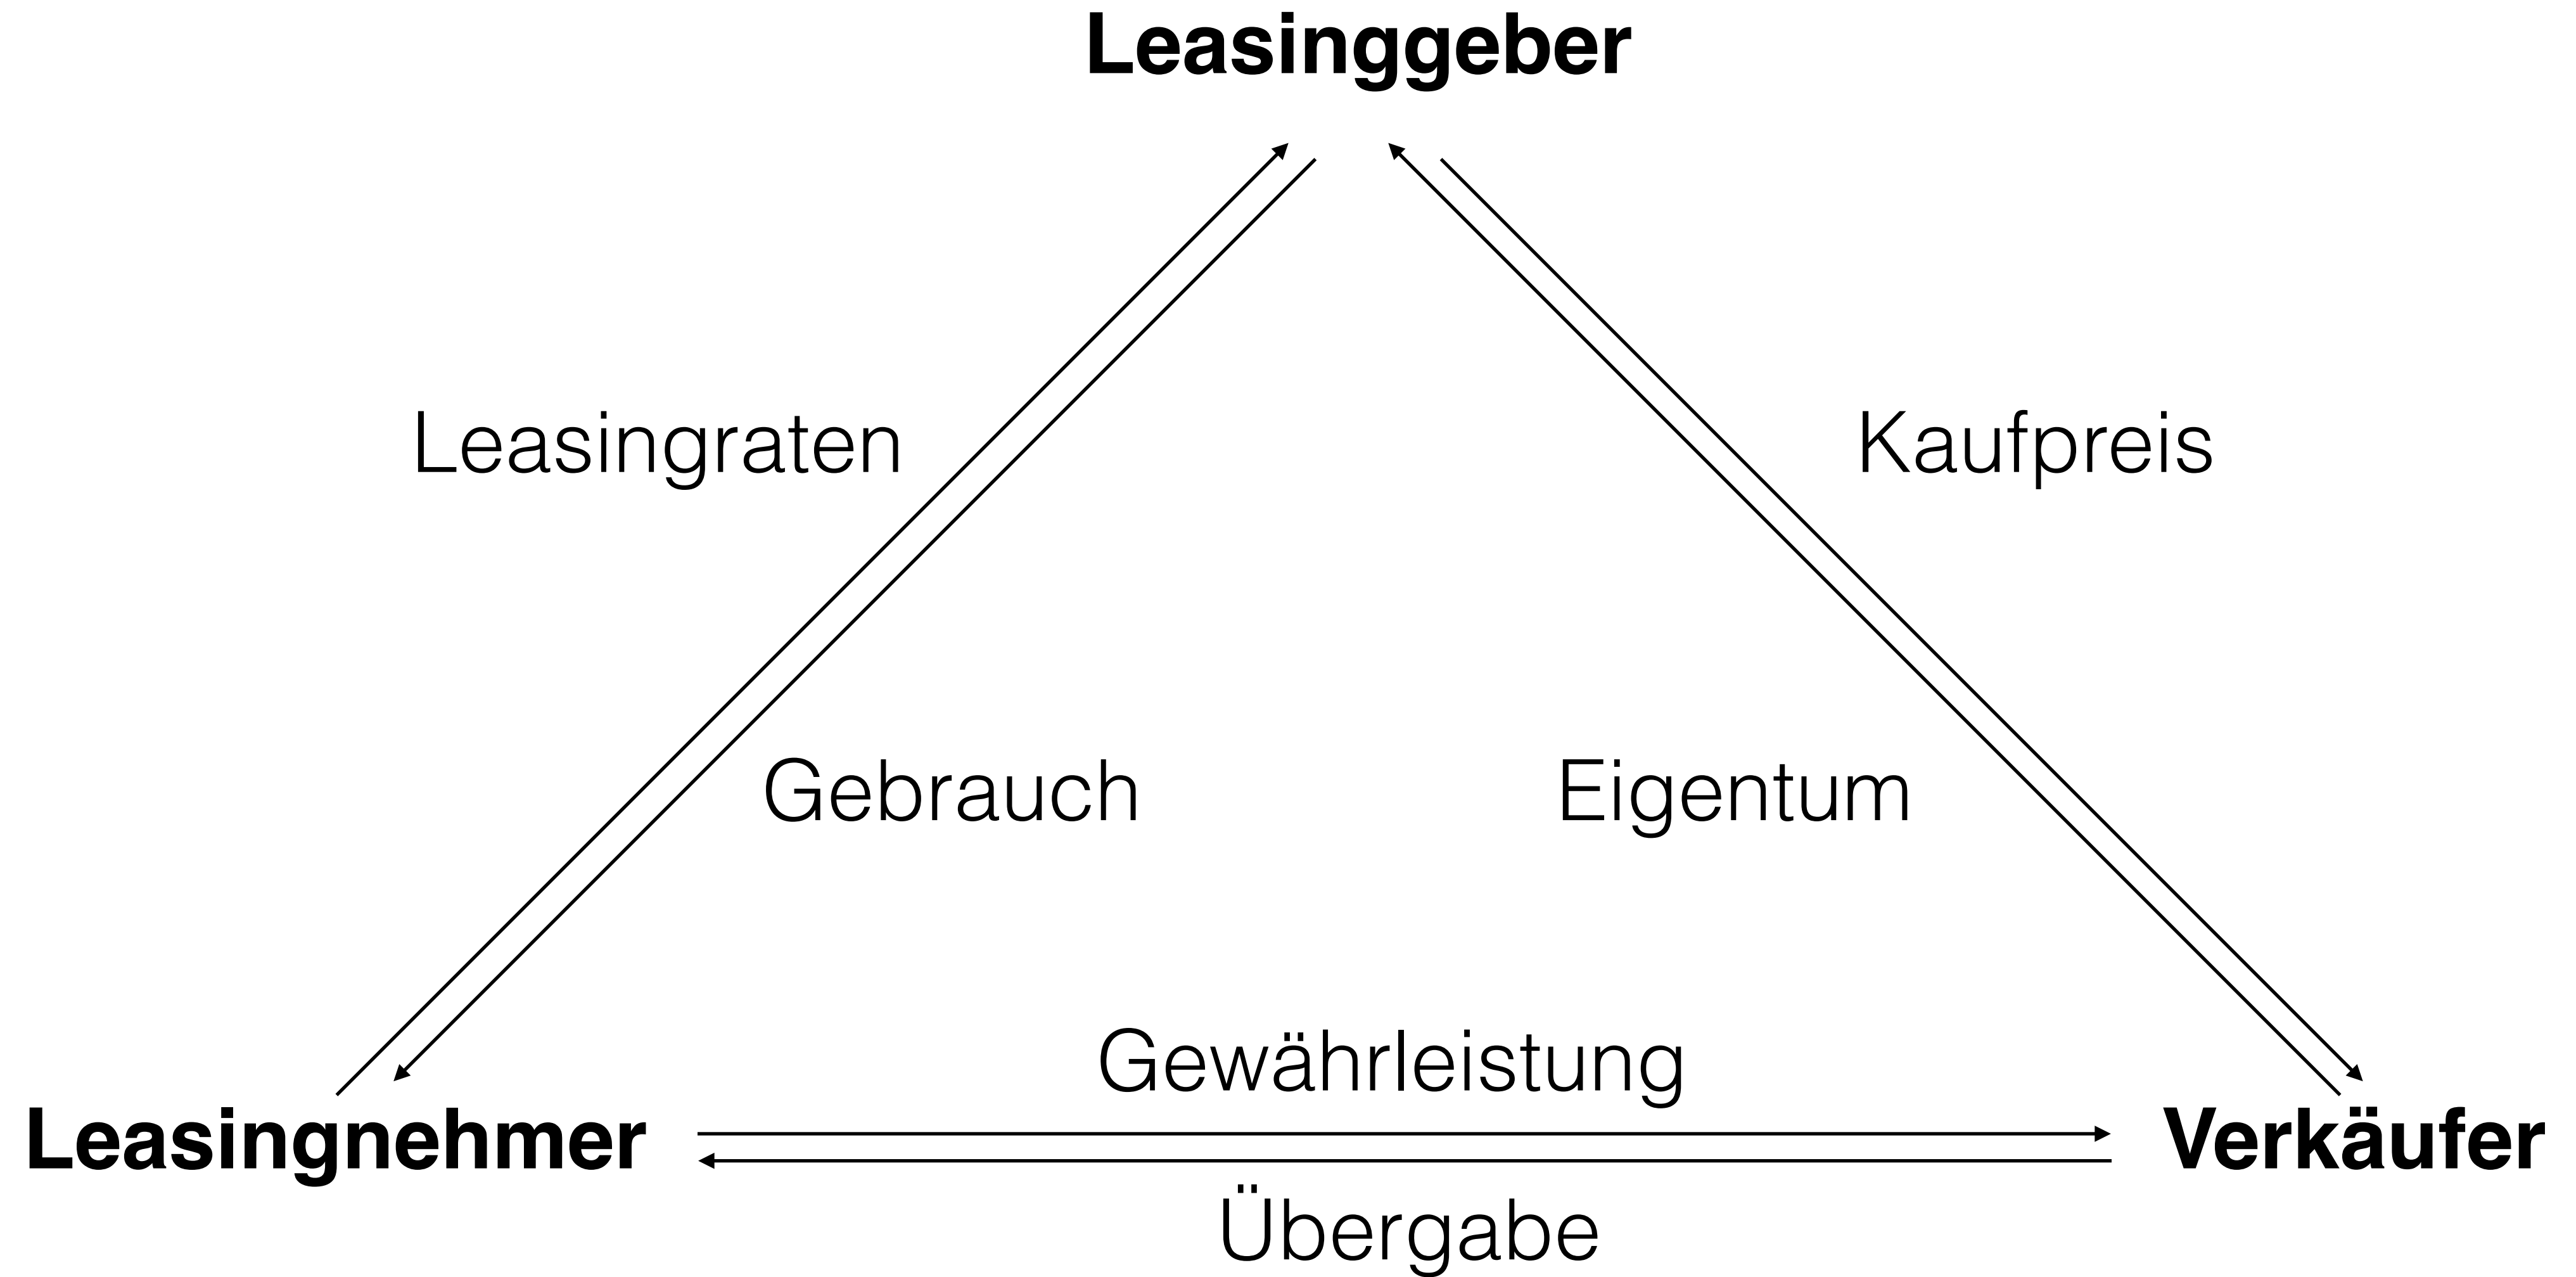 Leasinggeber
Leasingraten
Kaufpreis
Gebrauch
Eigentum
Gewährleistung
Leasingnehmer
Verkäufer
Übergabe